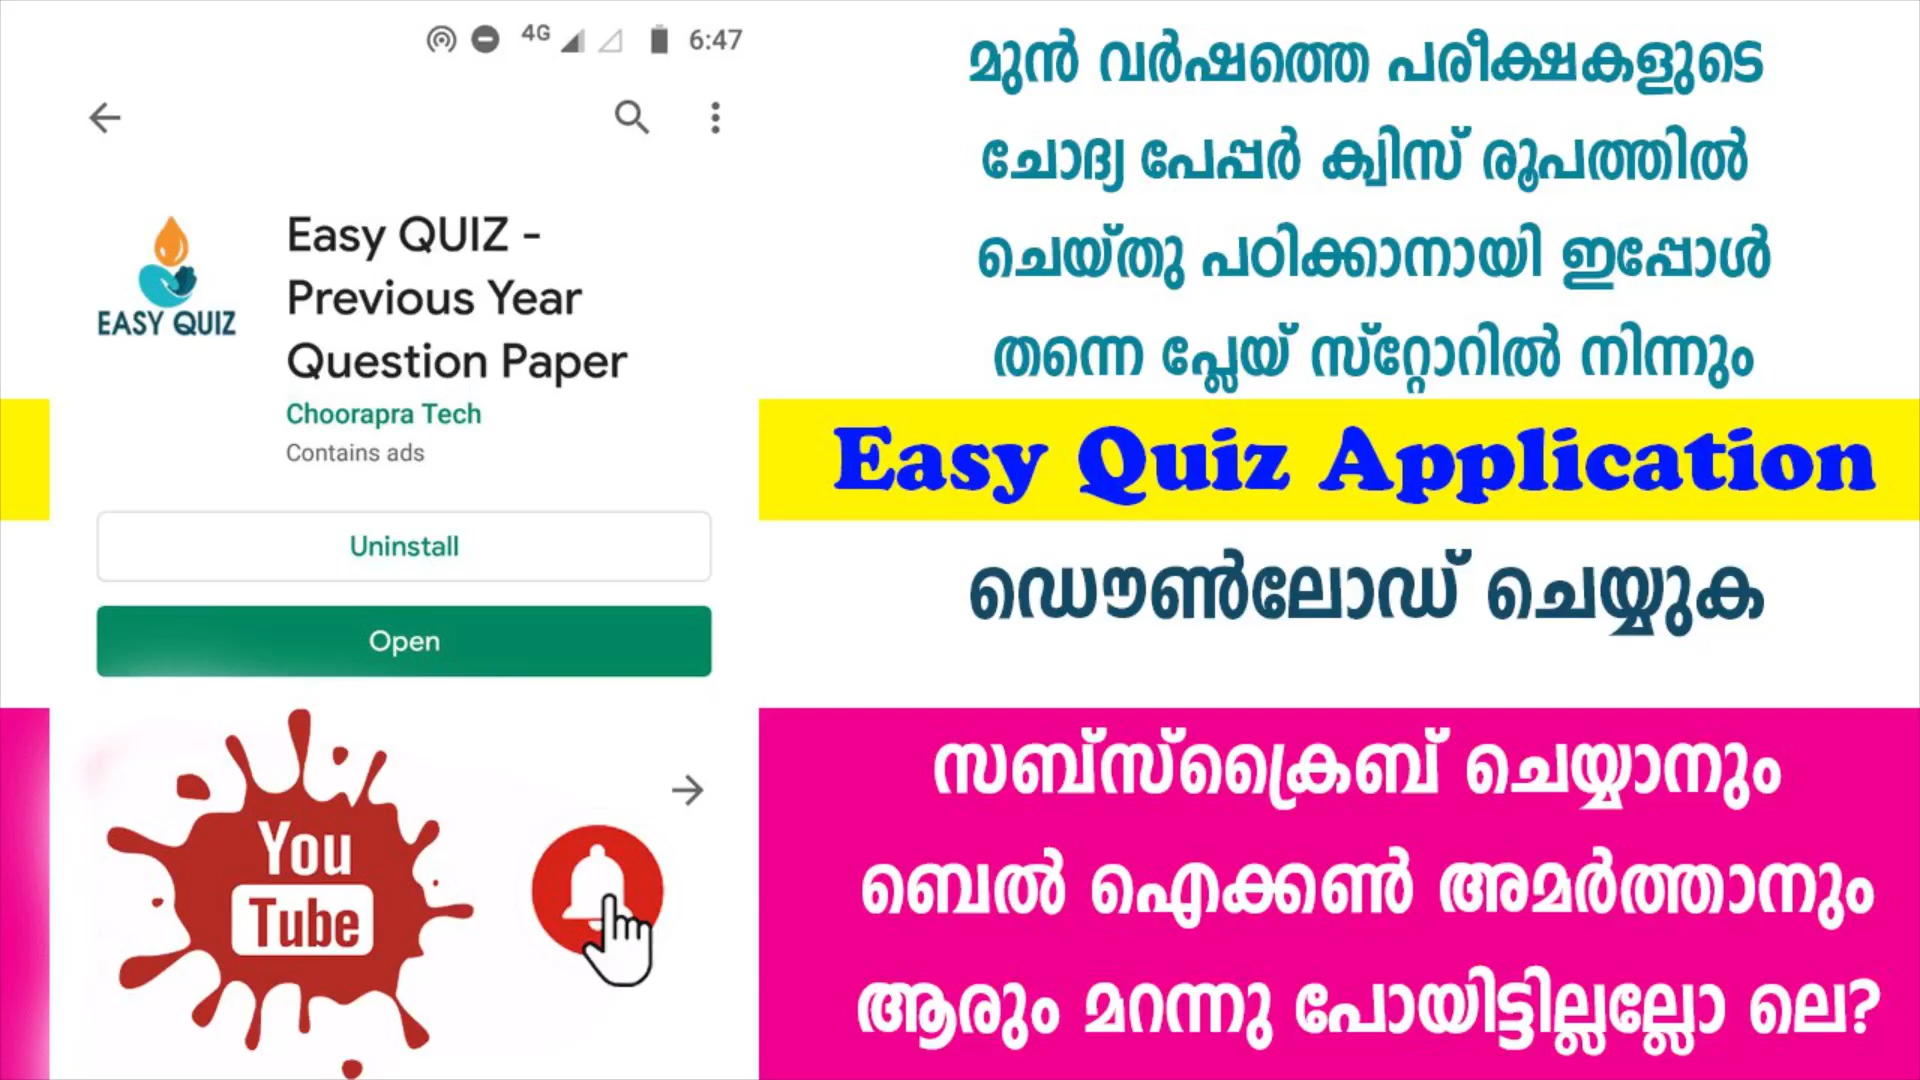 4G 6:47
EASY QUIZ
Easy QUIZ -
Previous Year
Question Paper
Choorapra Tech
Contains ads
Uninstall
Open
You
Tube
മുൻ വർഷത്തെ പരീക്ഷകളുടെ
ചോദ്യ പേപ്പർ ക്വിസ് രൂപത്തിൽ
ചെയ്തു പഠിക്കാനായി ഇപ്പോൾ
തന്നെ പ്ലേയ് സ്റ്റോറിൽ നിന്നും
Easy Quiz Application
ഡൌൺലോഡ് ചെയ്യുക
സബ്സ്ക്രൈബ് ചെയ്യാനും
ബെൽ ഐക്കൺ അമർത്താനും
ആരും മറന്നു പോയിട്ടില്ലല്ലോ ലെ?